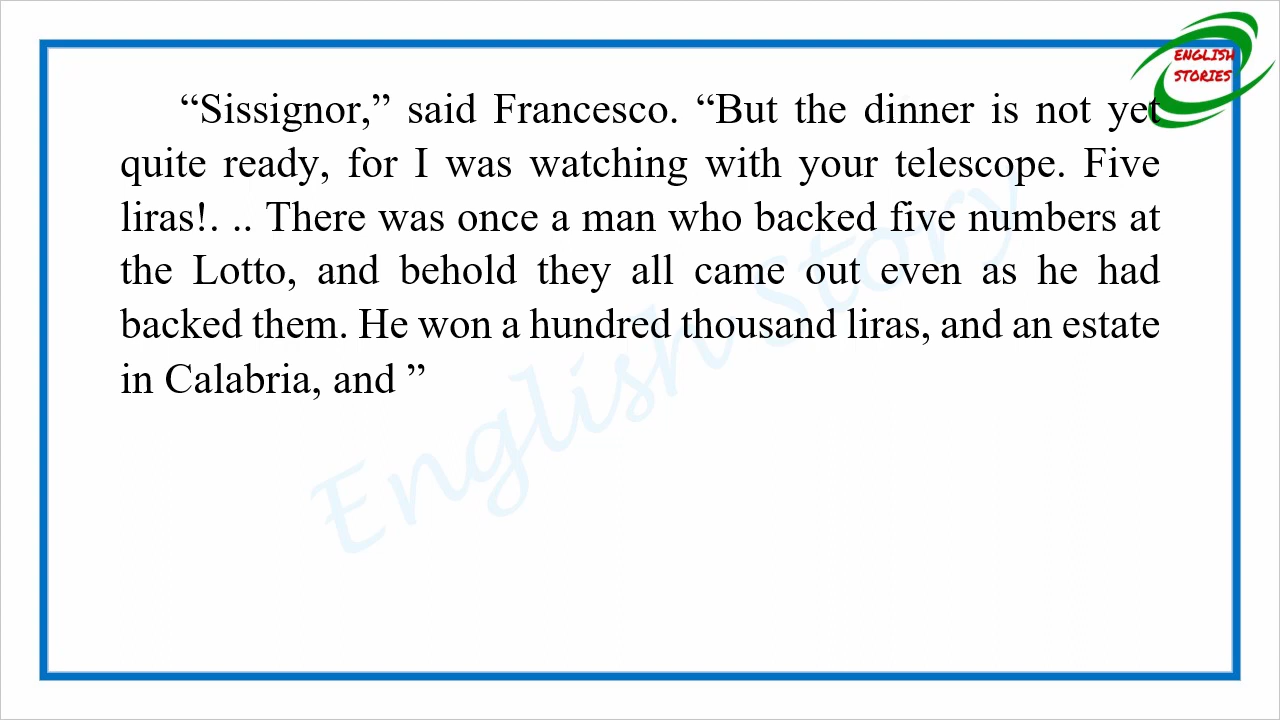 ENGLISH
STORIES
“Sissignor,” said Francesco. “But the dinner is not yet
quite ready, for I was watching with your telescope. Five
liras!. .. There was once a man who backed five numbers at
the Lotto, and behold they all came out even as he had
backed them. He won a hundred thousand liras, and an estate
in Calabria, and ”
English Story